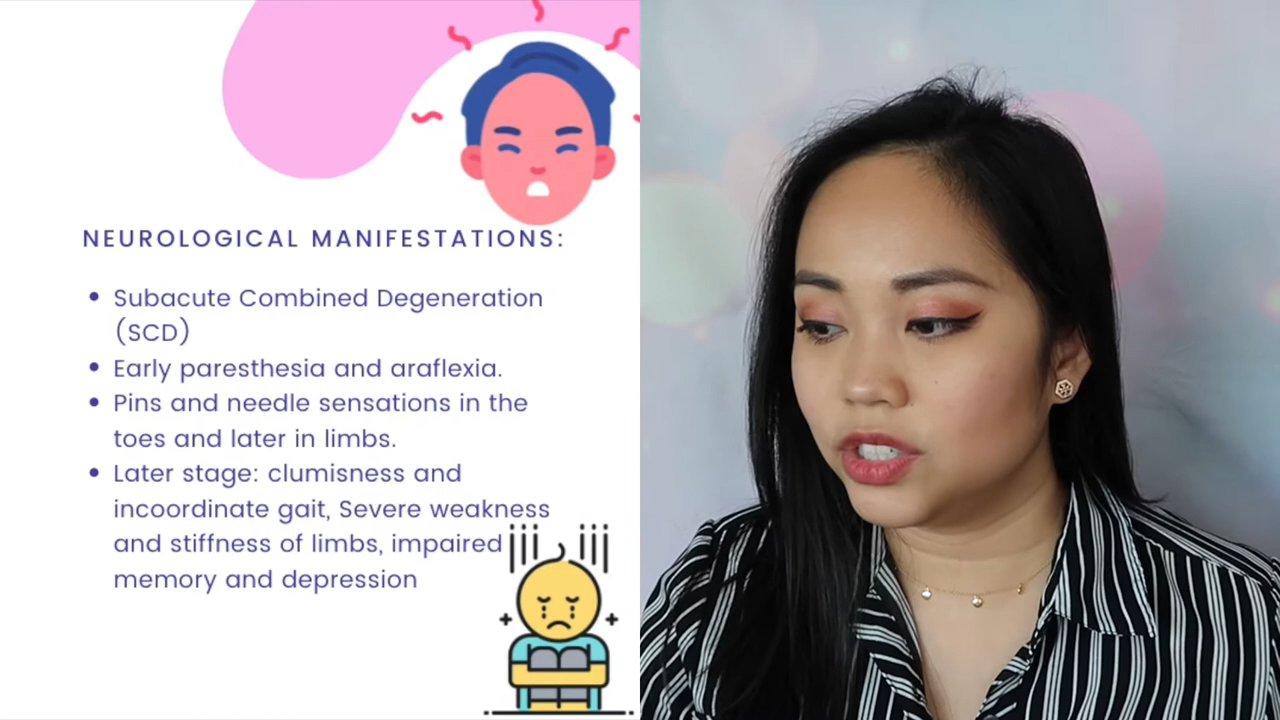 NEUROLOGICAL MANIFESTATIONS:
• Subacute Combined Degeneration
(SCD)
• Early paresthesia and araflexia.
• Pins and needle sensations in the
toes and later in limbs.
• Later stage: clumisness and
incoordinate gait, Severe weakness
and stiffness of limbs, impaired
memory and depression